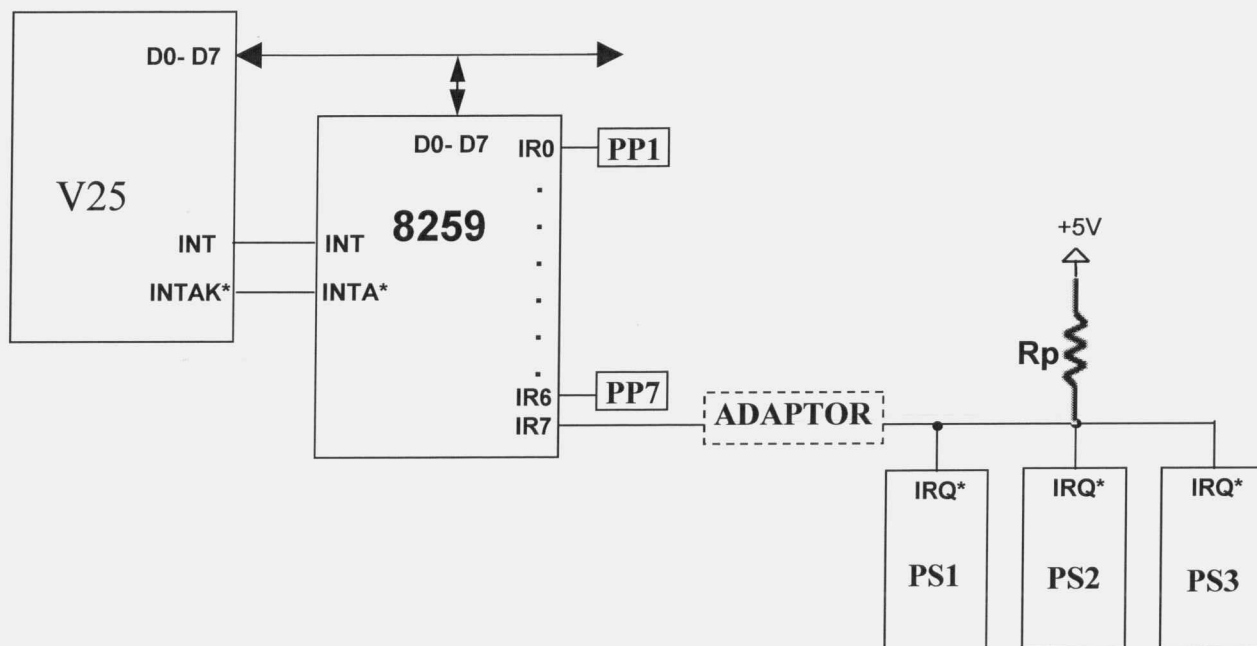 D0- D7
V25
INT
INTAK*
D0- D7
8259
INT
INTA*
IR0
PP1
IR6
PP7
IR7
ADAPTOR
+5V
Rp
IRQ*
IRQ*
IRQ*
PS1
PS2
PS3